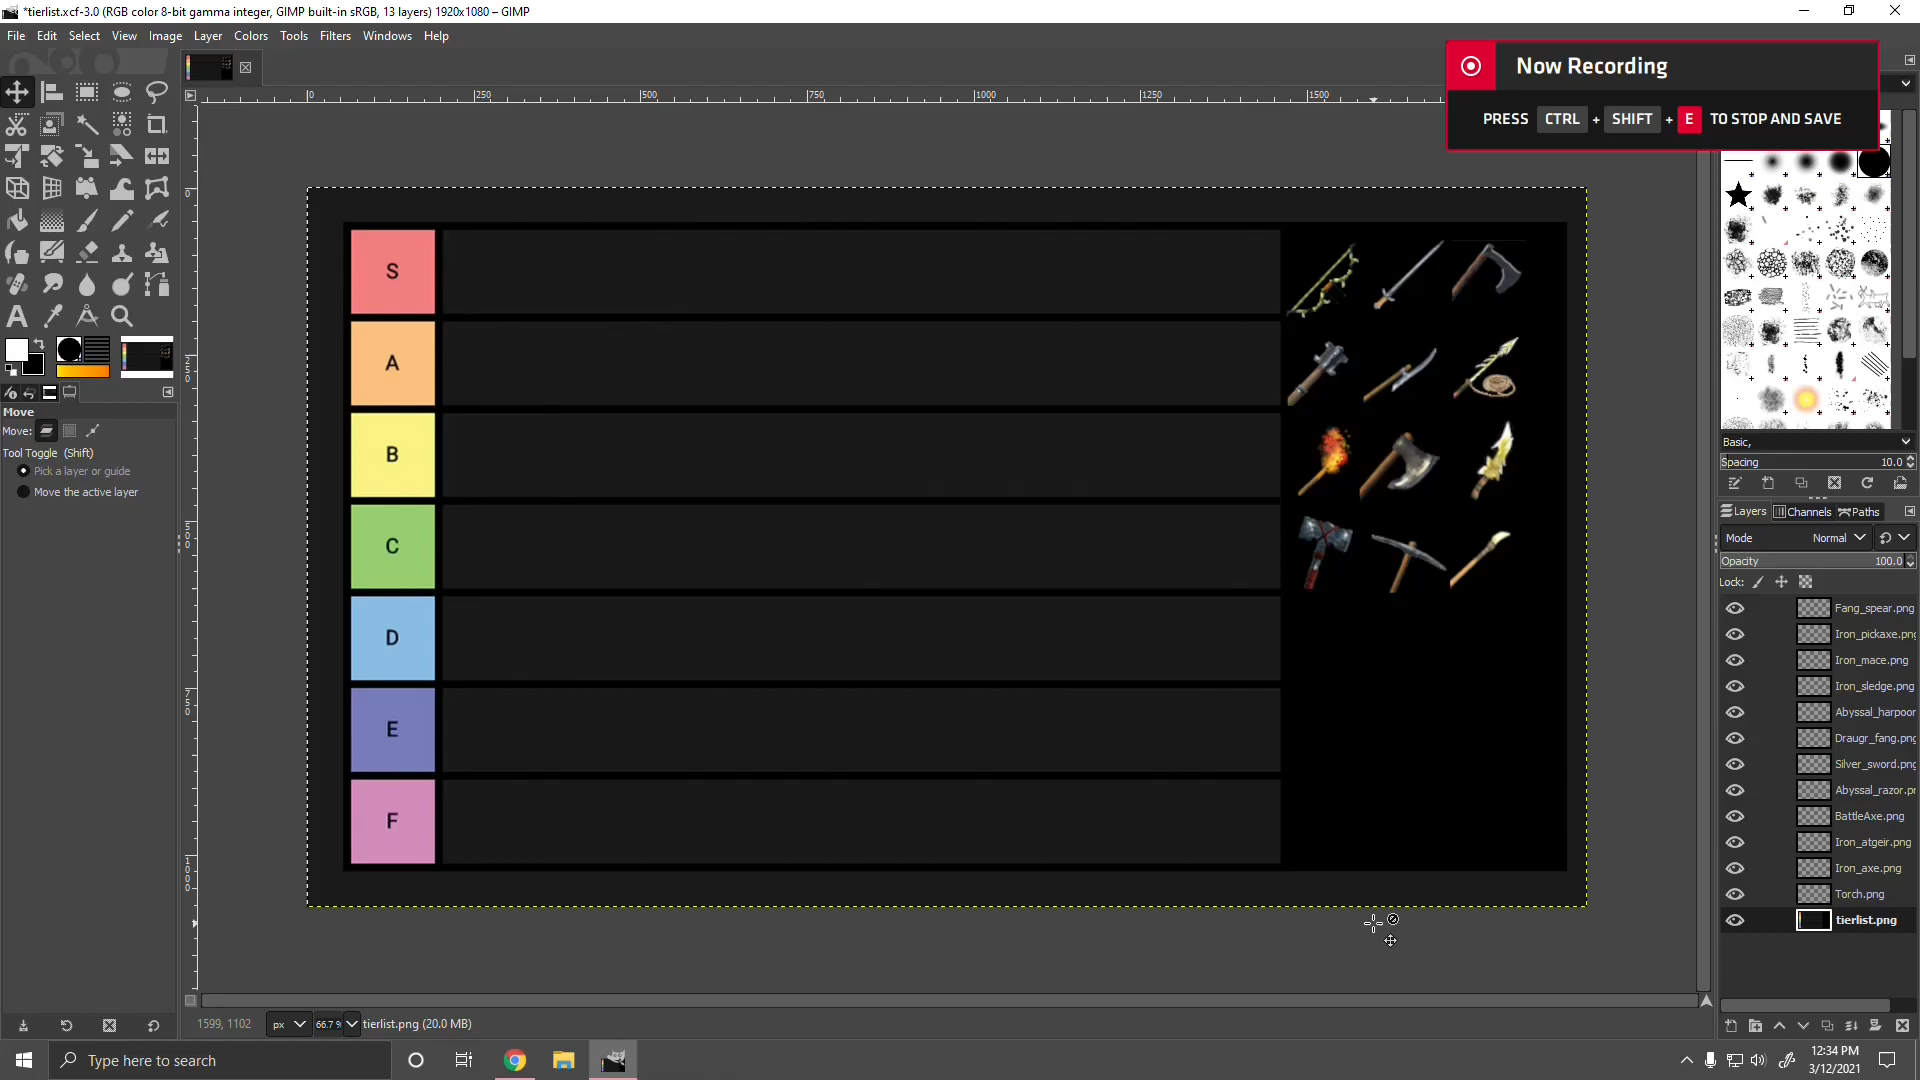 *tierlist.xcf-3.0 (RGB color 8-bit gamma integer, GIMP built-in sRGB, 13 layers) 1920x1080 – GIMP
File Edit Select View Image Layer Colors Tools Filters Windows Help
Now Recording
PRESS CTRL + SHIFT + E TO STOP AND SAVE
0 250 500 750 1000 1250 1500
0
250
500
750
1000
S
A
B
C
D
E
F
Move
Move:
Tool Toggle (Shift)
Pick a layer or guide
Move the active layer
Basic,
Spacing 10.0
Layers Channels Paths
Mode Normal
Opacity 100.0
Lock:
Fang_spear.png
Iron_pickaxe.png
Iron_mace.png
Iron_sledge.png
Abyssal_harpoon
Draugr_fang.png
Silver_sword.png
Abyssal_razor.pr
BattleAxe.png
Iron_atgeir.png
Iron_axe.png
Torch.png
tierlist.png
1599, 1102 px 66.7 % tierlist.png (20.0 MB)
Type here to search
12:34 PM
3/12/2021